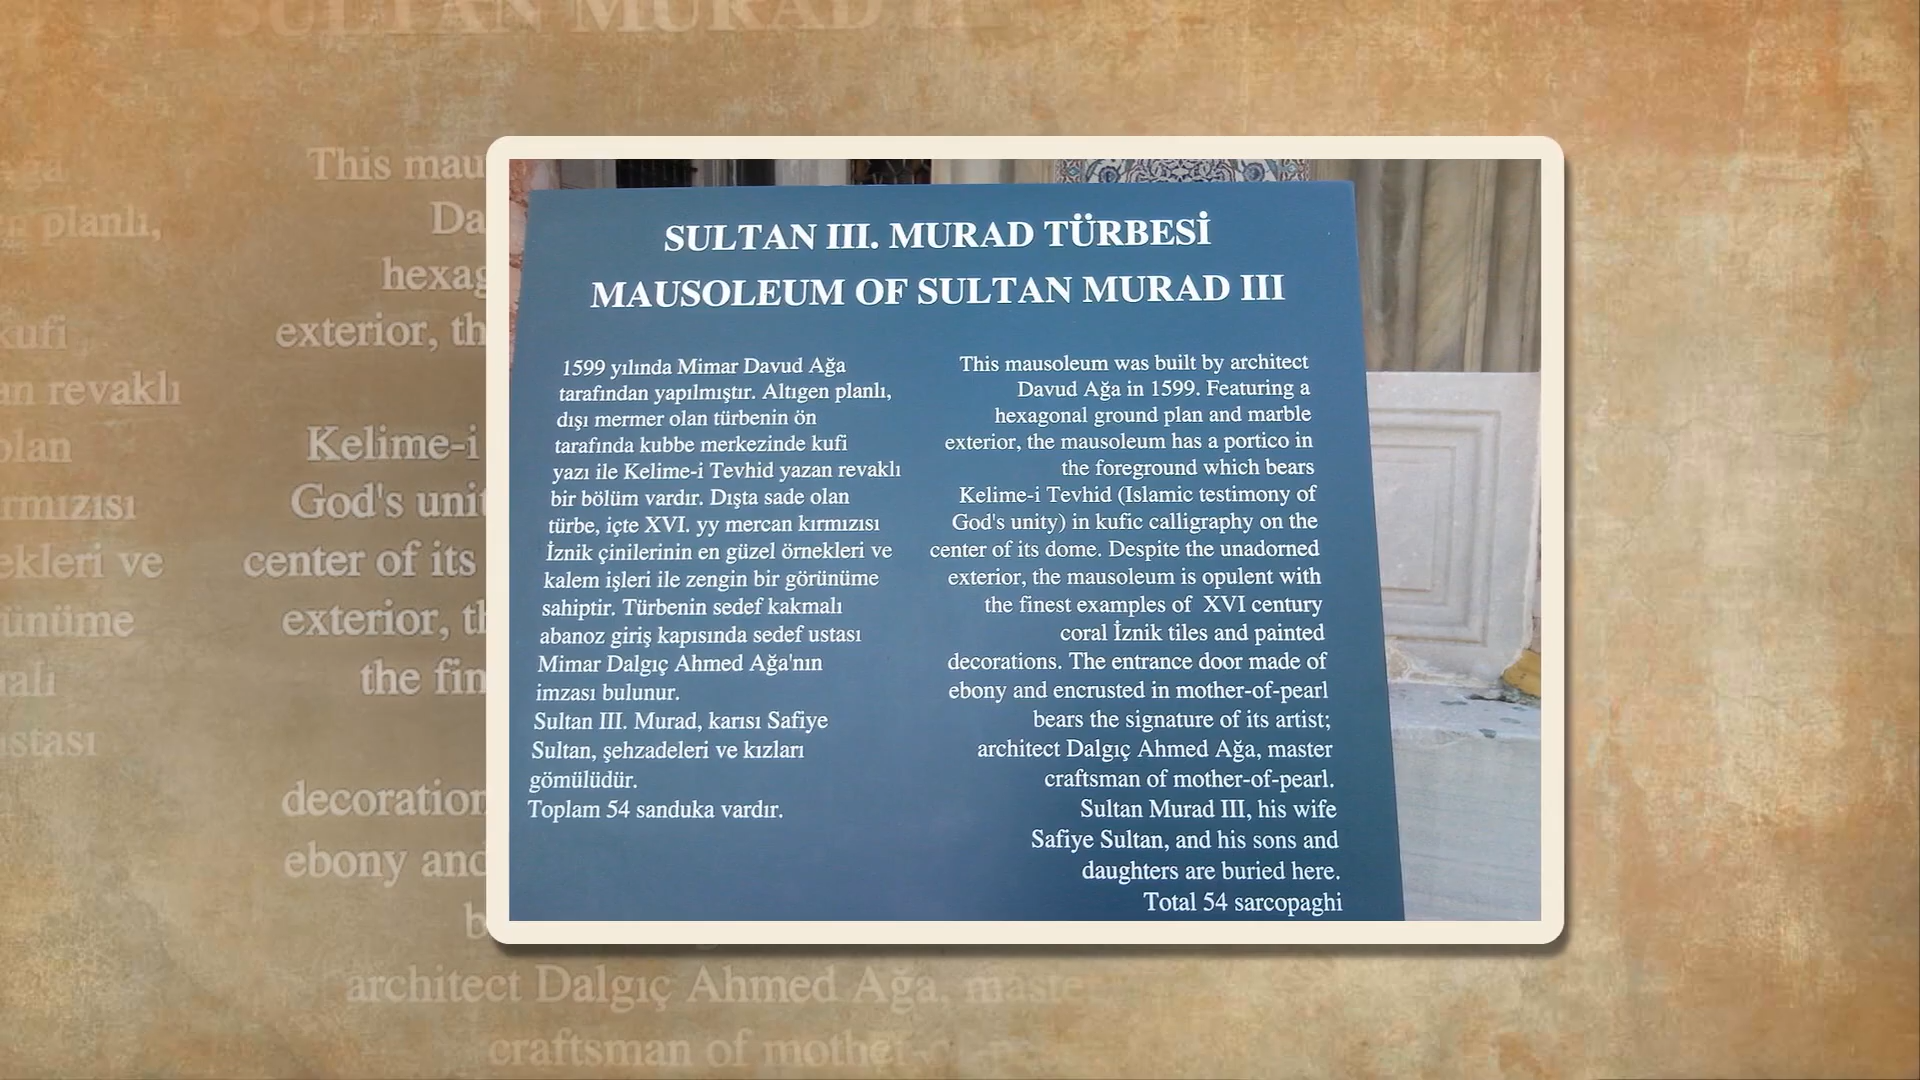 SULTAN III. MURAD TÜRBESİ
MAUSOLEUM OF SULTAN MURAD III
1599 yılında Mimar Davud Ağa
tarafından yapılmıştır. Altıgen planlı,
dışı mermer olan türbenin ön
tarafında kubbe merkezinde kufi
yazı ile Kelime-i Tevhid yazan revaklı
bir bölüm vardır. Dışta sade olan
türbe, içte XVI. yy mercan kırmızısı
İznik çinilerinin en güzel örnekleri ve
kalem işleri ile zengin bir görünüme
sahiptir. Türbenin sedef kakmalı
abanoz giriş kapısında sedef ustası
Mimar Dalgıç Ahmed Ağa'nın
imzası bulunur.
Sultan III. Murad, karısı Safiye
Sultan, şehzadeleri ve kızları
gömülüdür.
Toplam 54 sanduka vardır.
This mausoleum was built by architect
Davud Ağa in 1599. Featuring a
hexagonal ground plan and marble
exterior, the mausoleum has a portico in
the foreground which bears
Kelime-i Tevhid (Islamic testimony of
God's unity) in kufic calligraphy on the
center of its dome. Despite the unadorned
exterior, the mausoleum is opulent with
the finest examples of XVI century
coral İznik tiles and painted
decorations. The entrance door made of
ebony and encrusted in mother-of-pearl
bears the signature of its artist;
architect Dalgıç Ahmed Ağa, master
craftsman of mother-of-pearl.
Sultan Murad III, his wife
Safiye Sultan, and his sons and
daughters are buried here.
Total 54 sarcopaghi